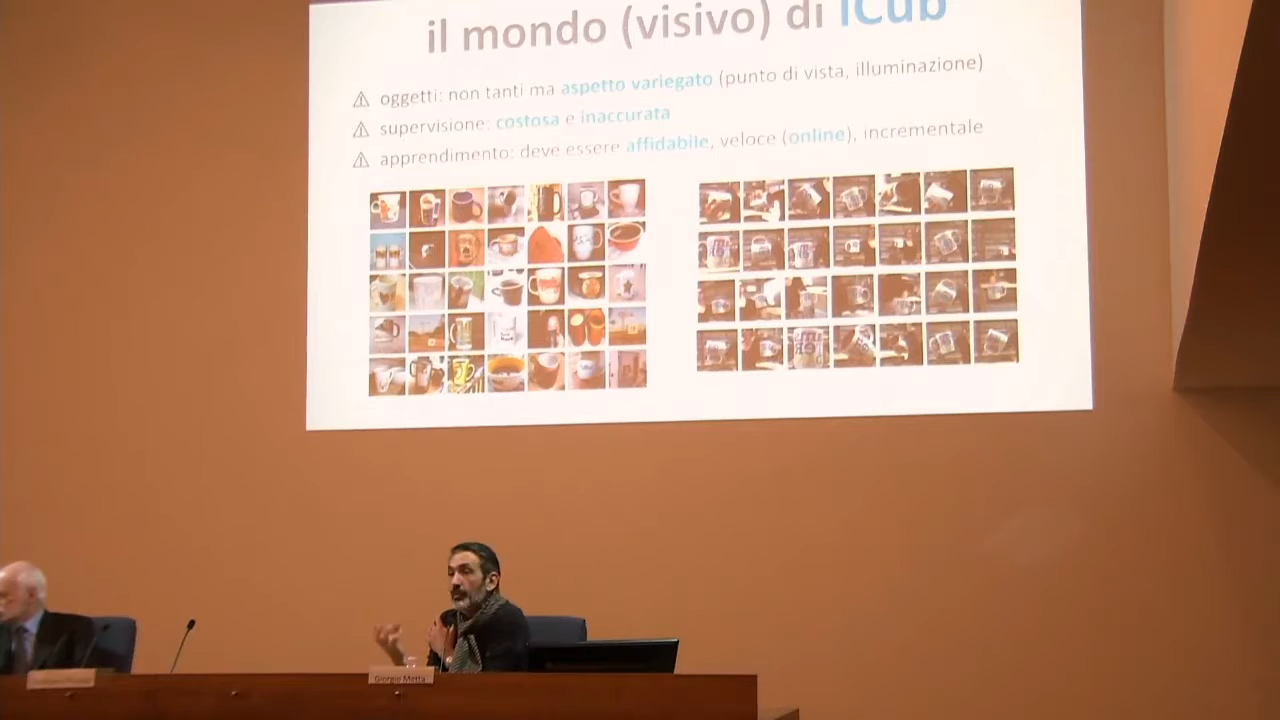 il mondo (visivo) di iCub
oggetti: non tanti ma aspetto variegato (punto di vista, illuminazione)
supervisione: costosa e inaccurata
apprendimento: deve essere affidabile, veloce (online), incrementale
Giorgio Metta